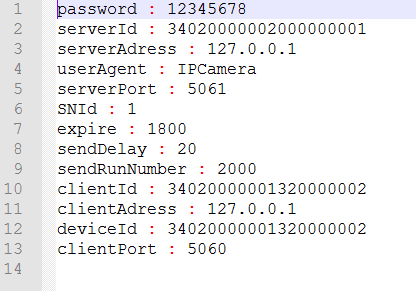 1 password : 12345678
2 serverId : 34020000002000000001
3 serverAdress : 127.0.0.1
4 userAgent : IPCamera
5 serverPort : 5061
6 SNId : 1
7 expire : 1800
8 sendDelay : 20
9 sendRunNumber : 2000
10 clientId : 34020000001320000002
11 clientAdress : 127.0.0.1
12 deviceId : 34020000001320000002
13 clientPort : 5060
14